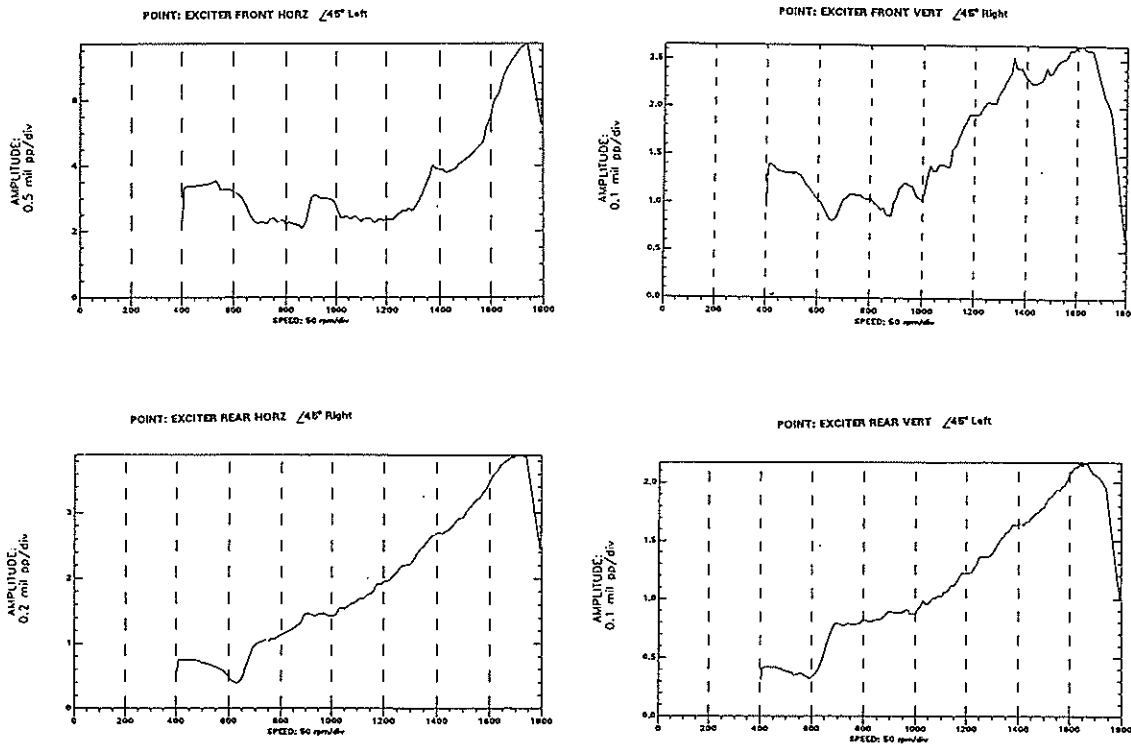 POINT: EXCITER FRONT HORZ ∠45° Left
AMPLITUDE:
0.5 mil pp/div
6
4
2
0
0 200 400 600 800 1000 1200 1400 1600 1800
SPEED: 50 rpm/div
POINT: EXCITER FRONT VERT ∠45° Right
AMPLITUDE:
0.1 mil pp/div
2.5
2.0
1.5
1.0
0.5
0.0
0 200 400 600 800 1000 1200 1400 1600 180
SPEED: 50 rpm/div
POINT: EXCITER REAR HORZ ∠45° Right
AMPLITUDE:
0.2 mil pp/div
3
2
1
0
0 200 400 600 800 1000 1200 1400 1600 1800
SPEED: 50 rpm/div
POINT: EXCITER REAR VERT ∠45° Left
AMPLITUDE:
0.1 mil pp/div
2.0
1.5
1.0
0.5
0.0
0 200 400 600 800 1000 1200 1400 1600 1800
SPEED: 50 rpm/div